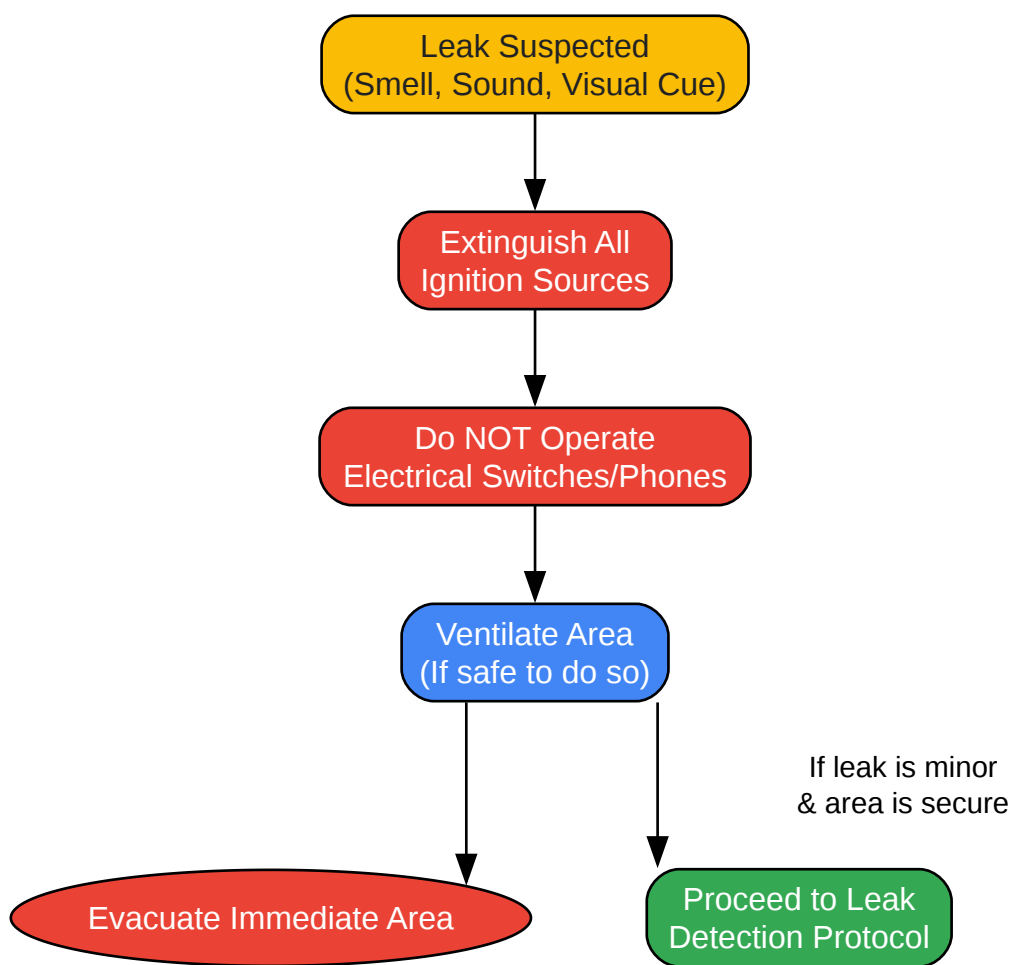 Leak Suspected
(Smell, Sound, Visual Cue)
Extinguish All
Ignition Sources
Do NOT Operate
Electrical Switches/Phones
Ventilate Area
(If safe to do so)
If leak is minor
& area is secure
Evacuate Immediate Area
Proceed to Leak
Detection Protocol